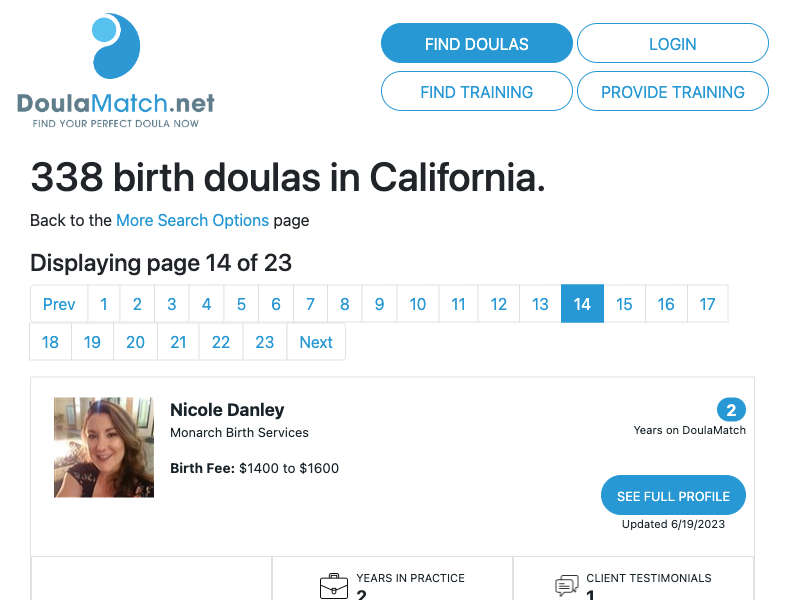 DoulaMatch.net
FIND YOUR PERFECT DOULA NOW
FIND DOULAS
LOGIN
FIND TRAINING
PROVIDE TRAINING
338 birth doulas in California.
Back to the More Search Options page
Displaying page 14 of 23
Prev 1 2 3 4 5 6 7 8 9 10 11 12 13 14 15 16 17
18 19 20 21 22 23 Next
Nicole Danley
Monarch Birth Services
Birth Fee: $1400 to $1600
2
Years on DoulaMatch
SEE FULL PROFILE
Updated 6/19/2023
YEARS IN PRACTICE
2
CLIENT TESTIMONIALS
1